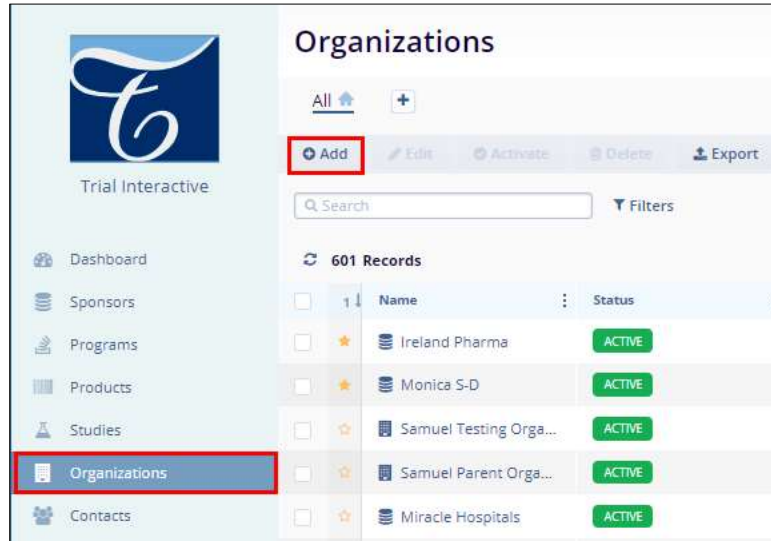 Trial Interactive
Dashboard
Sponsors
Programs
Products
Studies
Organizations
Contacts
Organizations
All
Add Edit Activate Delete Export
Search Filters
601 Records
1 Name Status
Ireland Pharma ACTIVE
Monica S-D ACTIVE
Samuel Testing Orga... ACTIVE
Samuel Parent Orga... ACTIVE
Miracle Hospitals ACTIVE